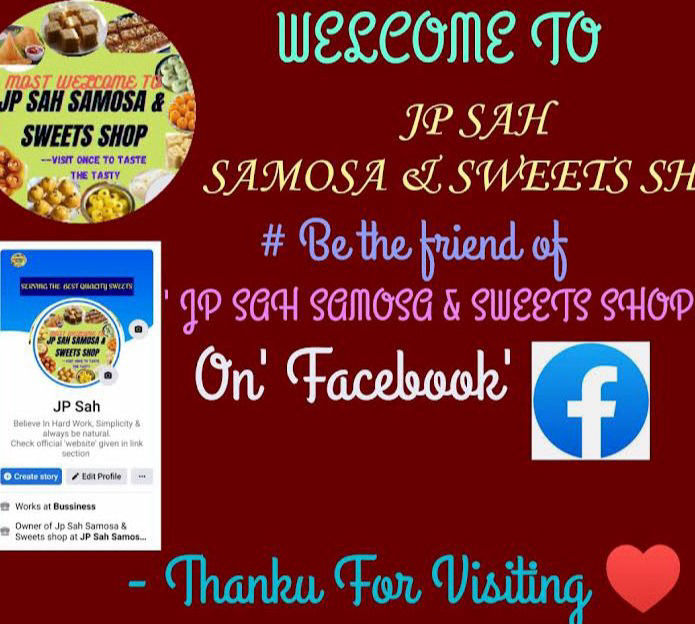 MOST WELCOME TO
JP SAH SAMOSA &
SWEETS SHOP
---VISIT ONCE TO TASTE
THE TASTY
WELCOME TO
JP SAH
SAMOSA & SWEETS SH
# Be the friend of
' JP SAH SAMOSA & SWEETS SHOP
On' Facebook'
f
SERVING THE BEST QUALITY SWEETS
JP SAH SAMOSA &
SWEETS SHOP
JP Sah
Believe In Hard Work, Simplicity &
always be natural.
Check official 'website' given in link
section
Create story
Edit Profile
...
Works at Bussiness
Owner of Jp Sah Samosa &
Sweets shop at JP Sah Samos...
- Thanku For Visiting